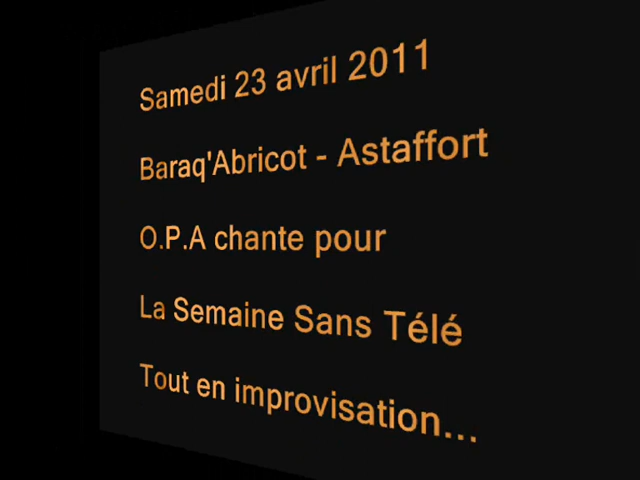 Samedi 23 avril 2011
Baraq'Abricot - Astaffort
O.P.A chante pour
La Semaine Sans Télé
Tout en improvisation...